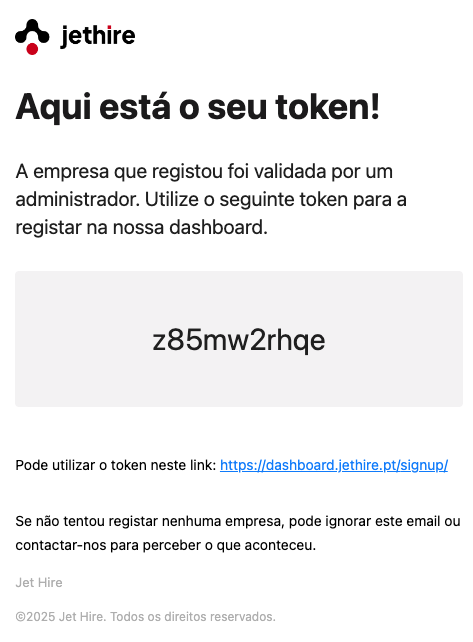 jethire
Aqui está o seu token!
A empresa que registou foi validada por um
administrador. Utilize o seguinte token para a
registar na nossa dashboard.
z85mw2rhqe
Pode utilizar o token neste link: https://dashboard.jethire.pt/signup/
Se não tentou registar nenhuma empresa, pode ignorar este email ou
contactar-nos para perceber o que aconteceu.
Jet Hire
©2025 Jet Hire. Todos os direitos reservados.